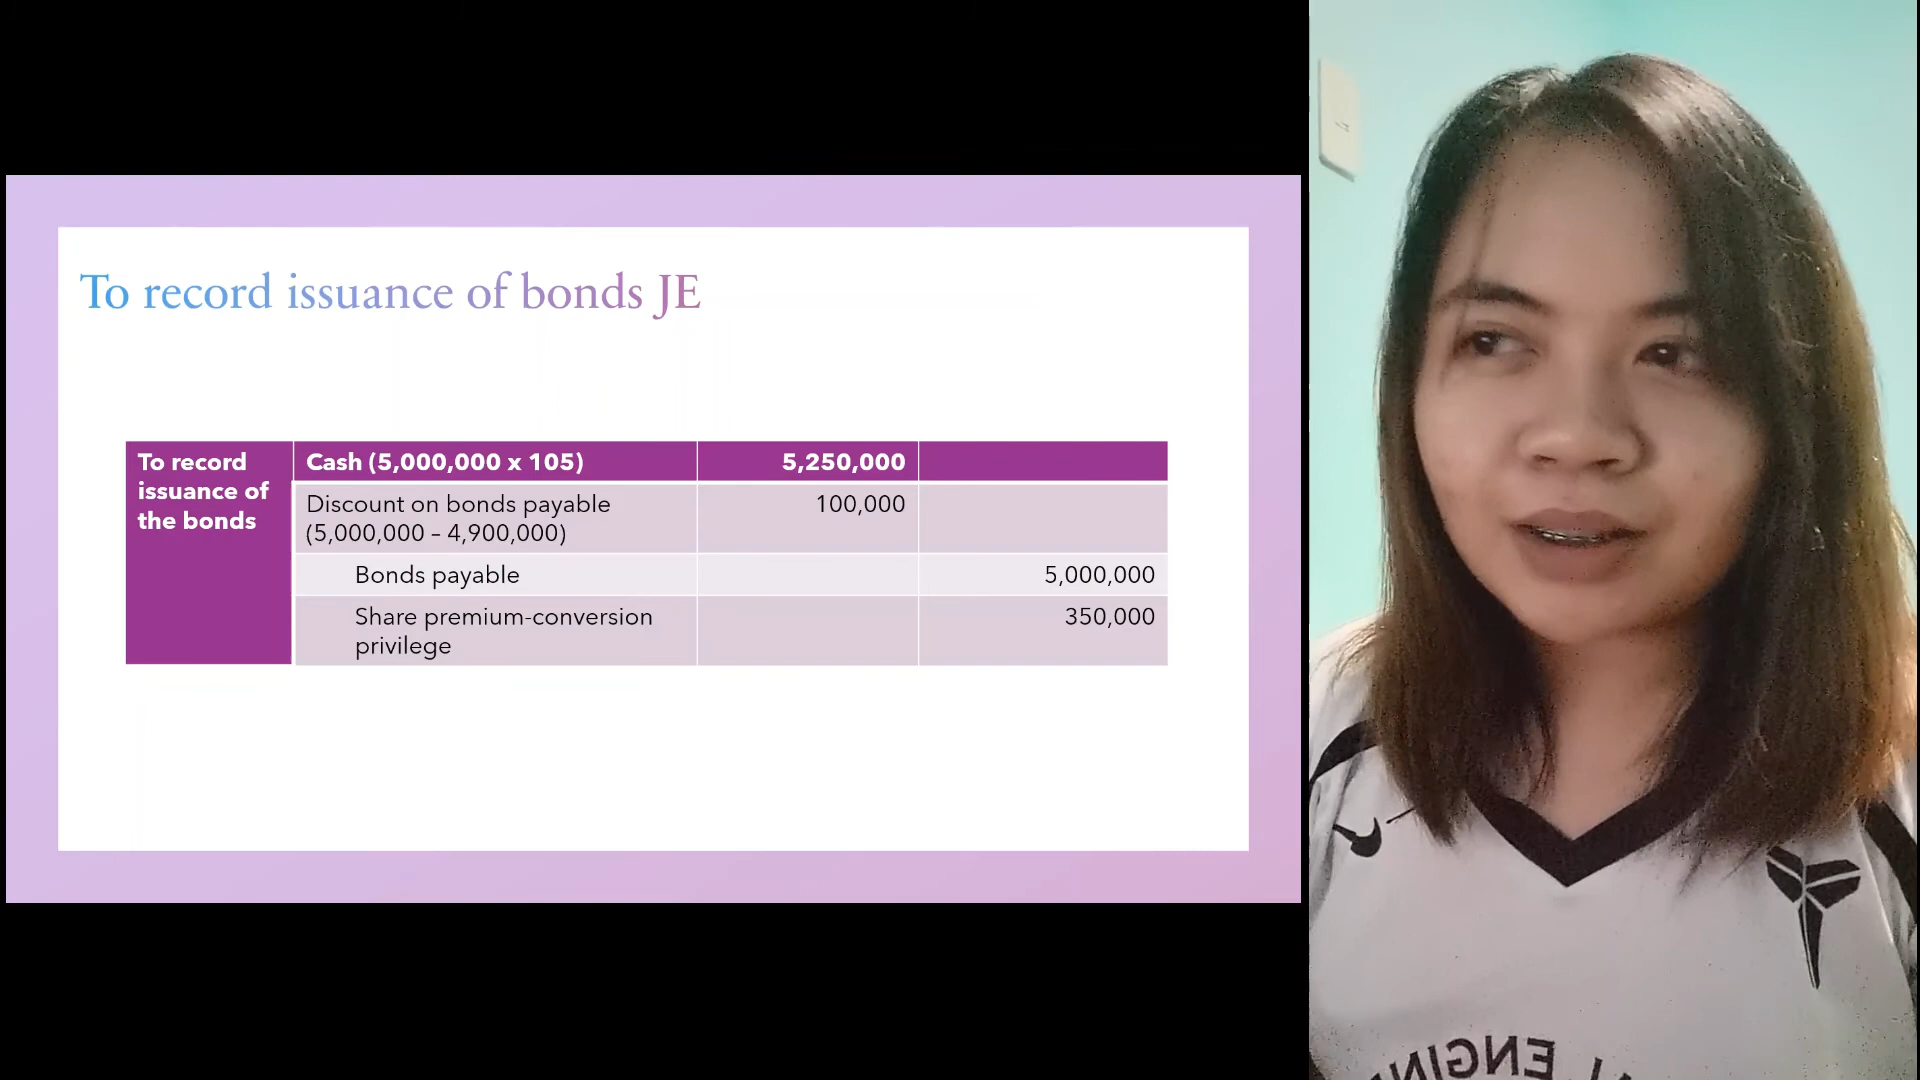 To record issuance of bonds JE
To record
issuance of
the bonds
Cash (5,000,000 x 105)
5,250,000
Discount on bonds payable
(5,000,000 – 4,900,000)
100,000
Bonds payable
5,000,000
Share premium-conversion
privilege
350,000